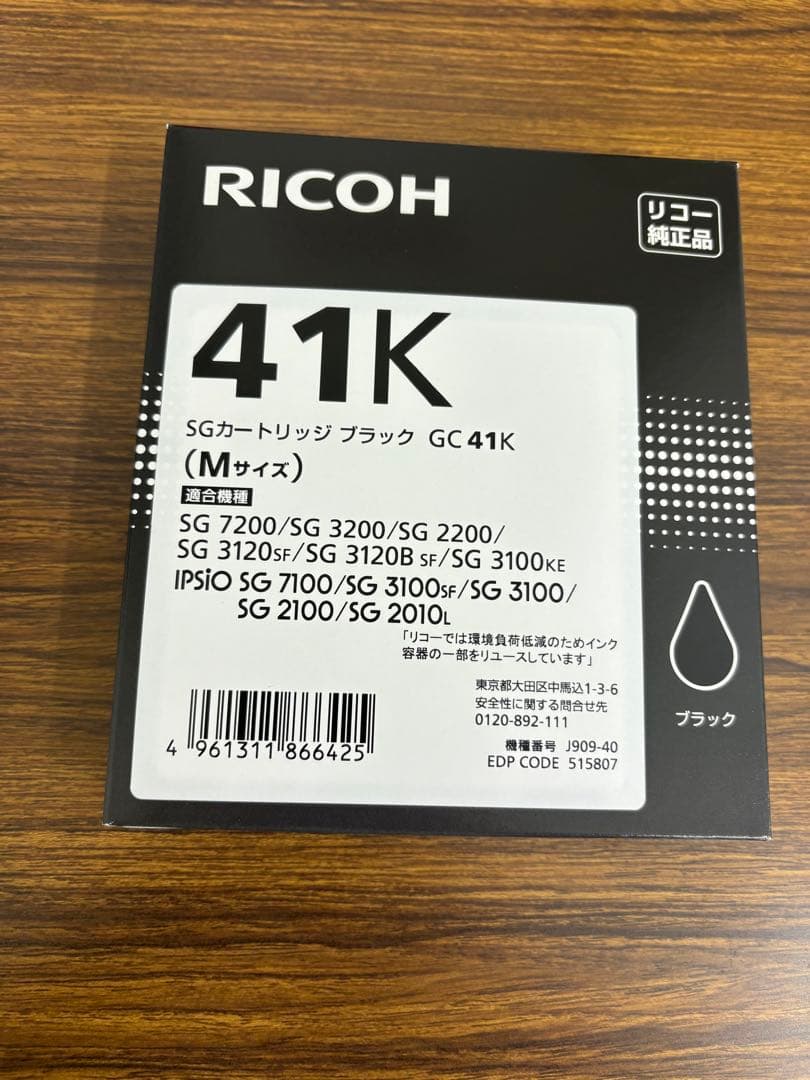 RICOH
リコー
純正品
41K
SGカートリッジ ブラック GC 41K
(Mサイズ)
適合機種
SG 7200/SG 3200/SG 2200/
SG 3120SF/SG 3120B SF/SG 3100KE
IPSiO SG 7100/SG 3100SF/SG 3100/
SG 2100/SG 2010L
「リコーでは環境負荷低減のためインク
容器の一部をリユースしています」
東京都大田区中馬込1-3-6
安全性に関する問合せ先
0120-892-111
機種番号 J909-40
EDP CODE 515807
4 961311 866425
ブラック